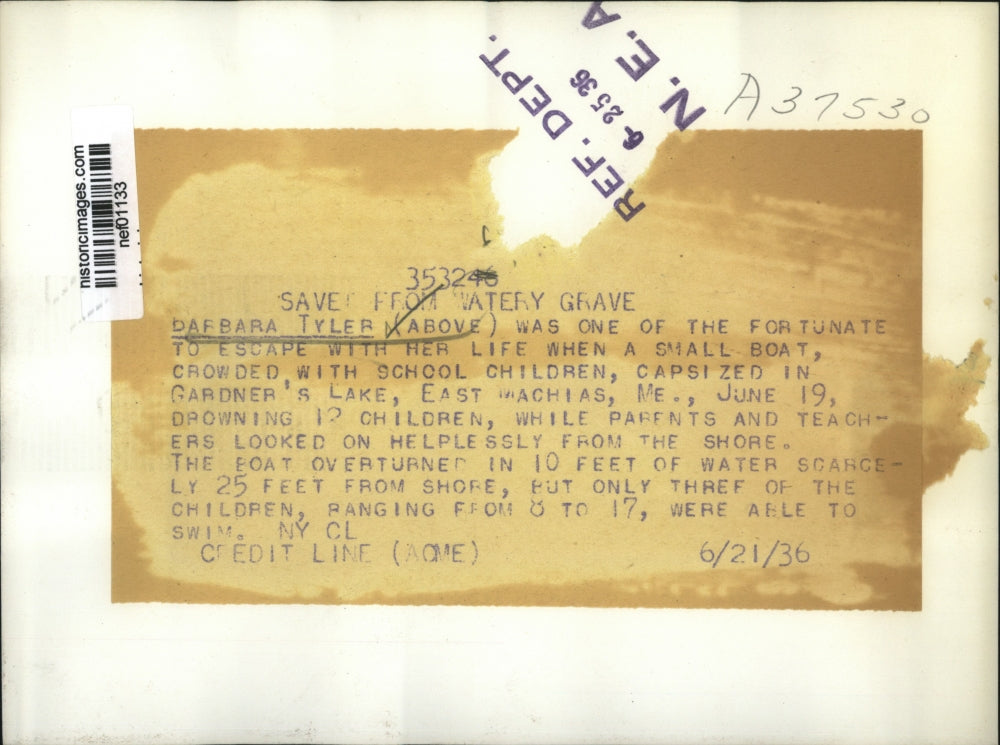 REF. DEPT.
6-25 36
N. E. A
A37530
historicimages.com
nef01133
SAVED FROM WATERY GRAVE
BARBARA TYLER (ABOVE) WAS ONE OF THE FORTUNATE
TO ESCAPE WITH HER LIFE WHEN A SMALL BOAT,
CROWDED WITH SCHOOL CHILDREN, CAPSIZED IN
GARDNER'S LAKE, EAST MACHIAS, ME., JUNE 19,
DROWNING CHILDREN, WHILE PARENTS AND TEACH-
ERS LOOKED ON HELPLESSLY FROM THE SHORE.
THE BOAT OVERTURNED IN 10 FEET OF WATER SCARCE-
LY 25 FEET FROM SHORE, BUT ONLY THREE OF THE
CHILDREN, RANGING FROM 8 TO 17, WERE ABLE TO
SWIM. NY CL
CREDIT LINE (ACME) 6/21/36